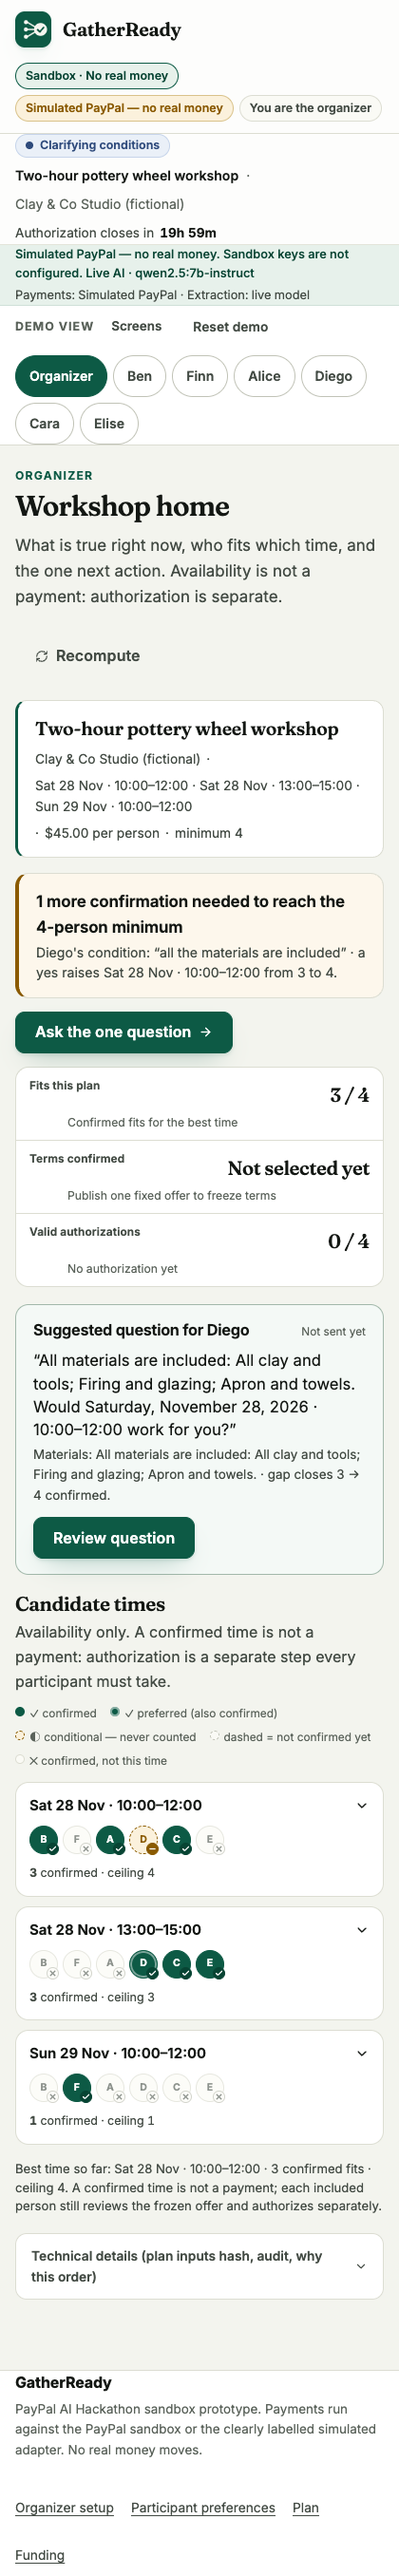 GatherReady
Sandbox · No real money
Simulated PayPal — no real money
You are the organizer
Clarifying conditions
Two-hour pottery wheel workshop ·
Clay & Co Studio (fictional)
Authorization closes in 19h 59m
Simulated PayPal — no real money. Sandbox keys are not
configured. Live AI · qwen2.5:7b-instruct
Payments: Simulated PayPal · Extraction: live model
DEMO VIEW Screens Reset demo
Organizer Ben Finn Alice Diego
Cara Elise
ORGANIZER
Workshop home
What is true right now, who fits which time, and
the one next action. Availability is not a
payment: authorization is separate.
Recompute
Two-hour pottery wheel workshop
Clay & Co Studio (fictional) ·
Sat 28 Nov · 10:00–12:00 · Sat 28 Nov · 13:00–15:00 ·
Sun 29 Nov · 10:00–12:00
· $45.00 per person · minimum 4
1 more confirmation needed to reach the
4-person minimum
Diego's condition: “all the materials are included” · a
yes raises Sat 28 Nov · 10:00–12:00 from 3 to 4.
Ask the one question →
Fits this plan
3 / 4
Confirmed fits for the best time
Terms confirmed
Not selected yet
Publish one fixed offer to freeze terms
Valid authorizations
0 / 4
No authorization yet
Suggested question for Diego
Not sent yet
“All materials are included: All clay and
tools; Firing and glazing; Apron and towels.
Would Saturday, November 28, 2026 ·
10:00–12:00 work for you?”
Materials: All materials are included: All clay and tools;
Firing and glazing; Apron and towels. · gap closes 3 →
4 confirmed.
Review question
Candidate times
Availability only. A confirmed time is not a
payment: authorization is a separate step every
participant must take.
✓ confirmed ✓ preferred (also confirmed)
◐ conditional — never counted dashed = not confirmed yet
✕ confirmed, not this time
Sat 28 Nov · 10:00–12:00
B F A D C E
3 confirmed · ceiling 4
Sat 28 Nov · 13:00–15:00
B F A D C E
3 confirmed · ceiling 3
Sun 29 Nov · 10:00–12:00
B F A D C E
1 confirmed · ceiling 1
Best time so far: Sat 28 Nov · 10:00–12:00 · 3 confirmed fits ·
ceiling 4. A confirmed time is not a payment; each included
person still reviews the frozen offer and authorizes separately.
Technical details (plan inputs hash, audit, why
this order)
GatherReady
PayPal AI Hackathon sandbox prototype. Payments run
against the PayPal sandbox or the clearly labelled simulated
adapter. No real money moves.
Organizer setup Participant preferences Plan
Funding